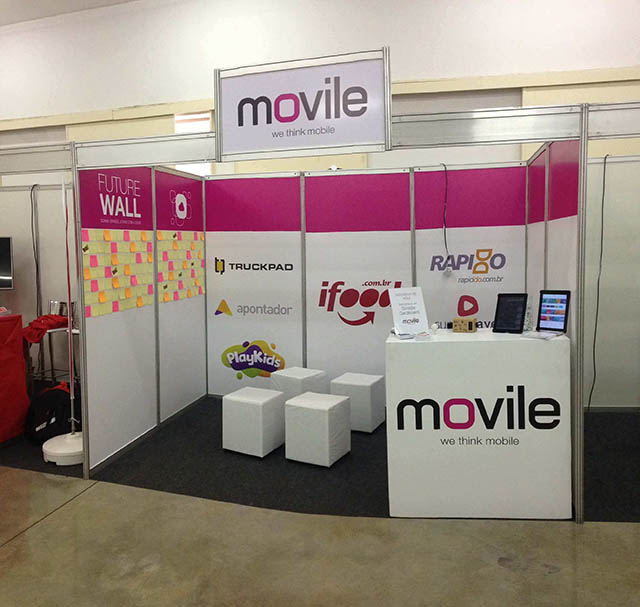 movile
we think mobile
FUTURE
WALL
TRUCKPAD
apontador
PlayKids
ifood
.com.br
RAPIDDO
rapiddo.com.br
movile
movile
we think mobile